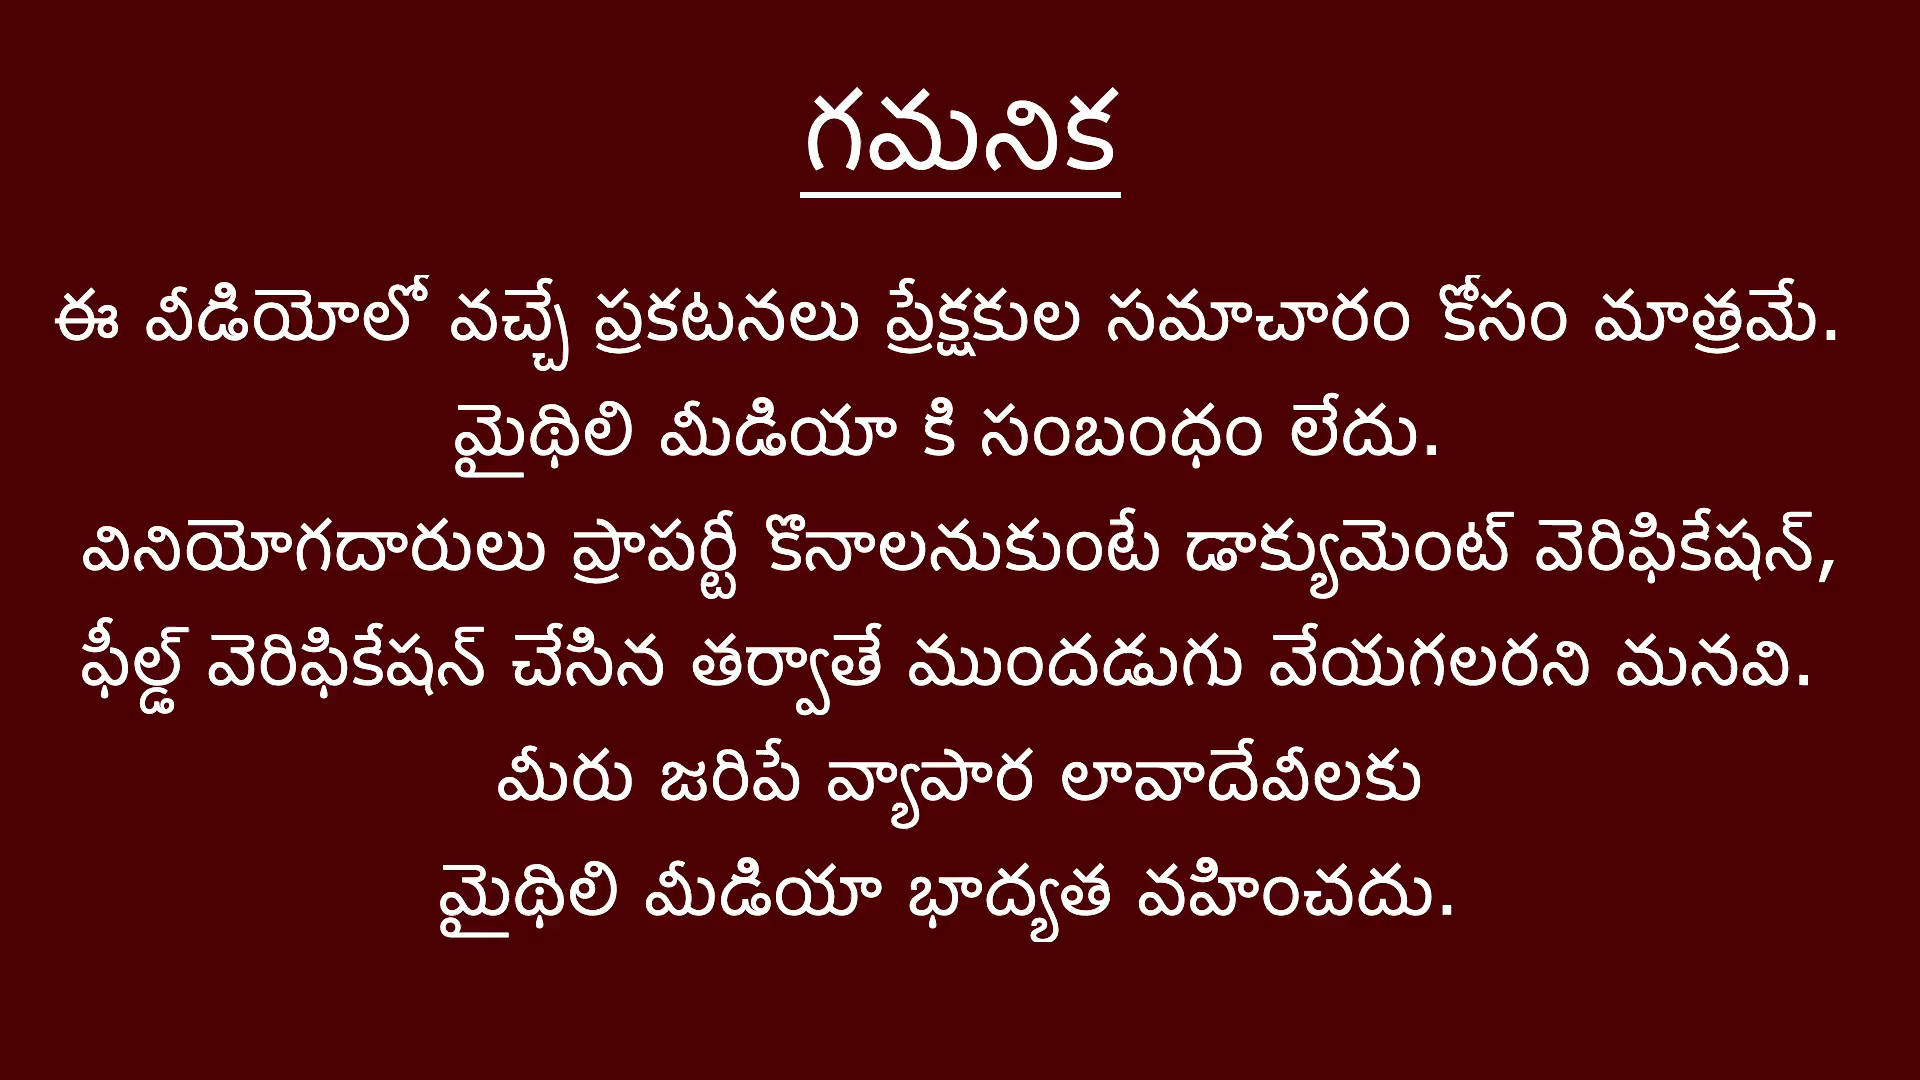 గమనిక
ఈ వీడియోలో వచ్చే ప్రకటనలు ప్రేక్షకుల సమాచారం కోసం మాత్రమే.
మైథిలి మీడియా కి సంబంధం లేదు.
వినియోగదారులు ప్రాపర్టీ కొనాలనుకుంటే డాక్యుమెంట్ వెరిఫికేషన్,
ఫీల్డ్ వెరిఫికేషన్ చేసిన తర్వాతే ముందడుగు వేయగలరని మనవి.
మీరు జరిపే వ్యాపార లావాదేవీలకు
మైథిలి మీడియా భాద్యత వహించదు.